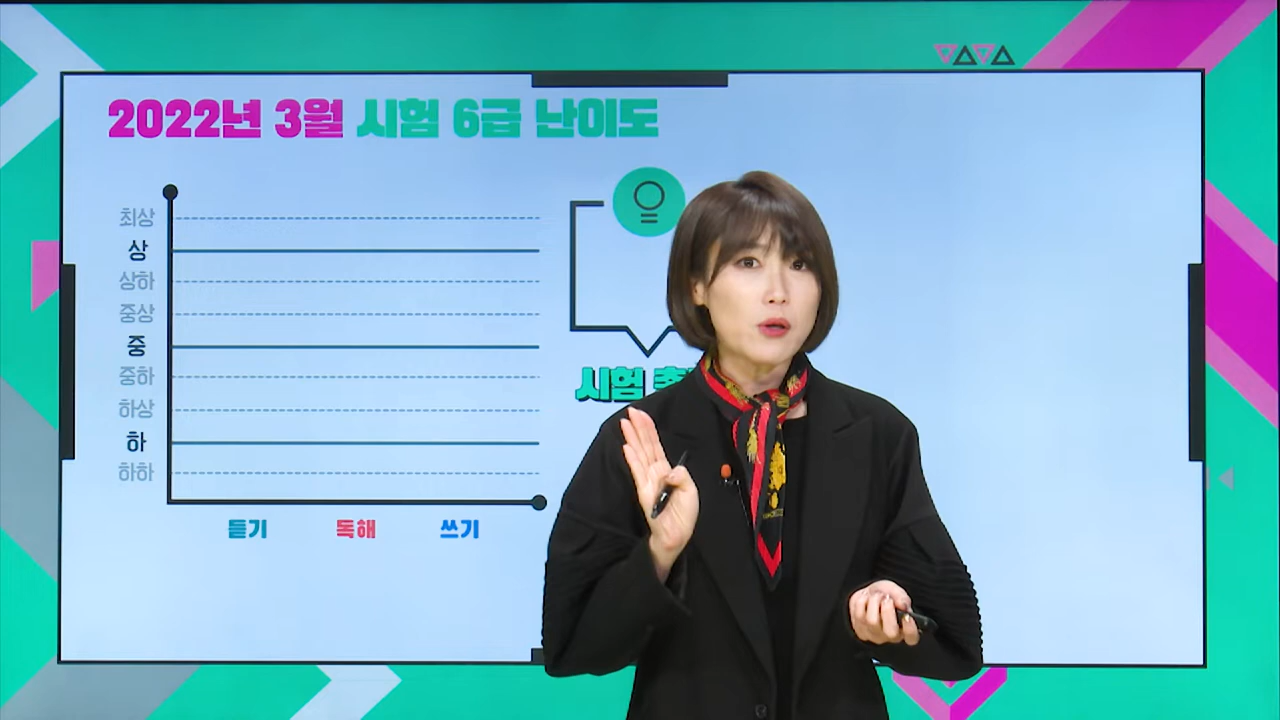 2022년 3월 시험 6급 난이도
최상
상
상하
중상
중
중하
하상
하
하하
듣기 독해 쓰기
시험